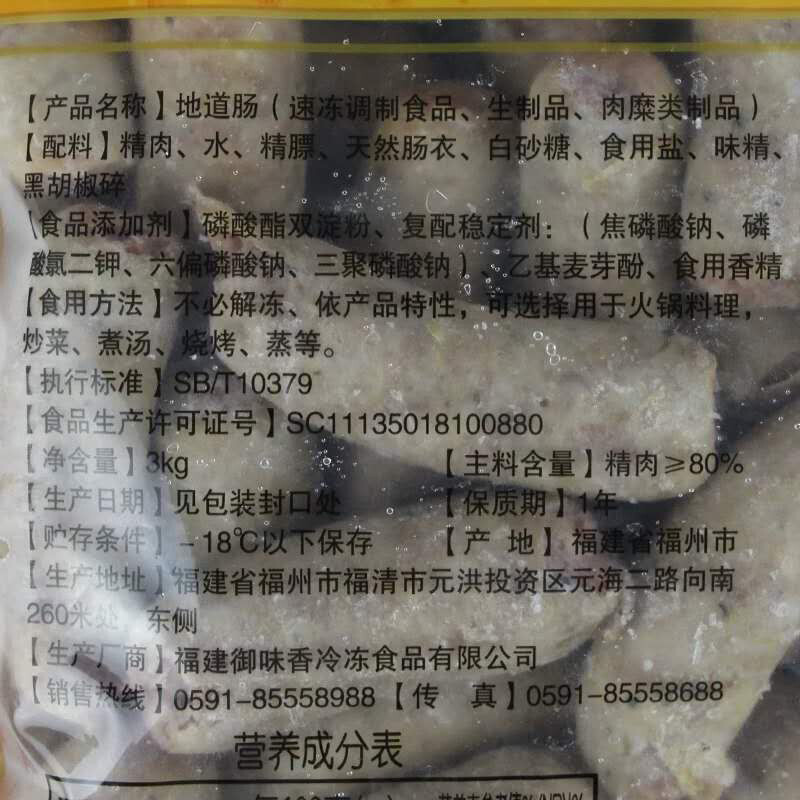 【产品名称】地道肠（速冻调制食品、生制品、肉糜类制品）
【配料】精肉、水、精膘、天然肠衣、白砂糖、食用盐、味精、
黑胡椒碎
【食品添加剂】磷酸酯双淀粉、复配稳定剂：（焦磷酸钠、磷
酸氯二钾、六偏磷酸钠、三聚磷酸钠）、乙基麦芽酚、食用香精
【食用方法】不必解冻、依产品特性，可选择用于火锅料理，
炒菜、煮汤、烧烤、蒸等。
【执行标准】SB/T10379
【食品生产许可证号】SC11135018100880
【净含量】3kg 【主料含量】精肉≥80%
【生产日期】见包装封口处 【保质期】1年
【贮存条件】－18℃以下保存 【产 地】福建省福州市
【生产地址】福建省福州市福清市元洪投资区元海二路向南
260米处，东侧
【生产厂商】福建御味香冷冻食品有限公司
【销售热线】0591-85558988【传 真】0591-85558688
营养成分表